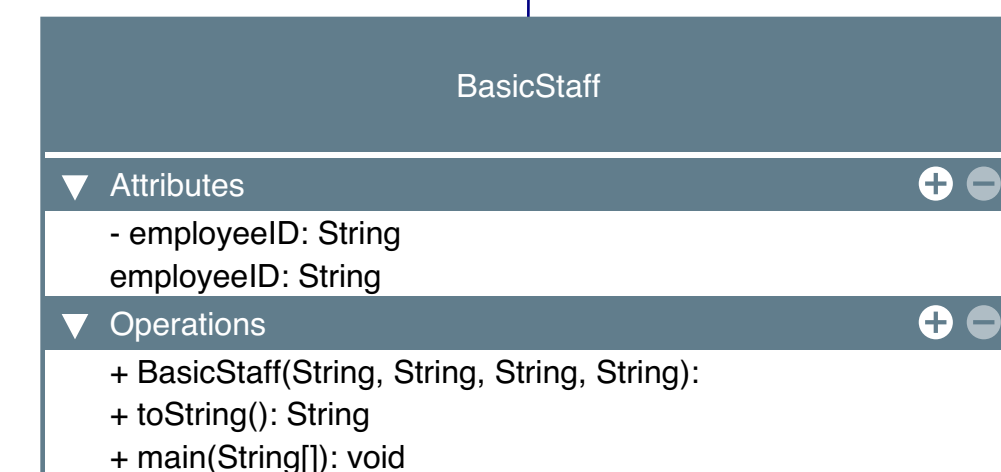 BasicStaff
Attributes
- employeeID: String
employeeID: String
Operations
+ BasicStaff(String, String, String, String):
+ toString(): String
+ main(String[]): void